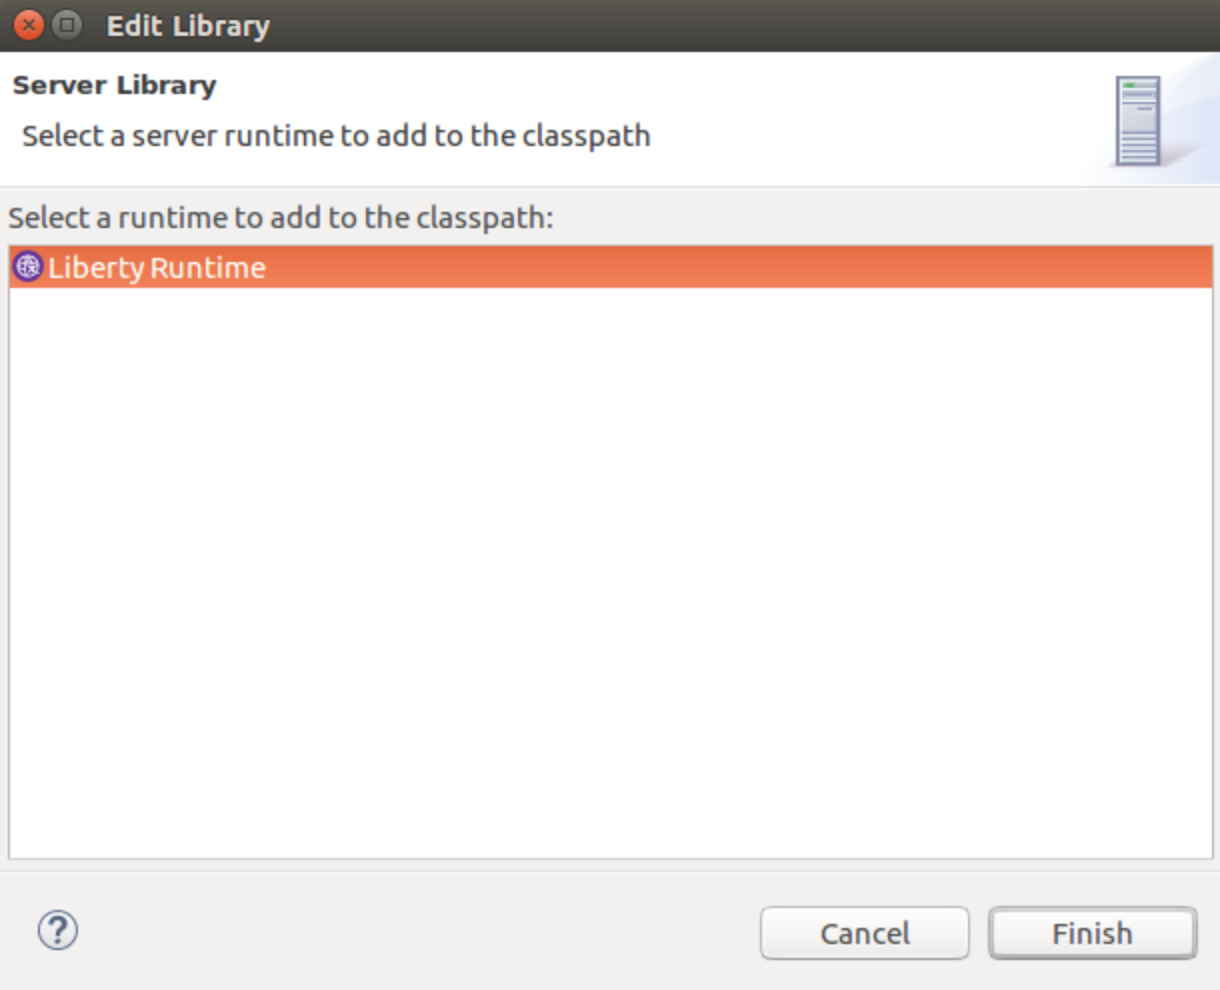 Edit Library
Server Library
Select a server runtime to add to the classpath
Select a runtime to add to the classpath:
Liberty Runtime
?
Cancel
Finish